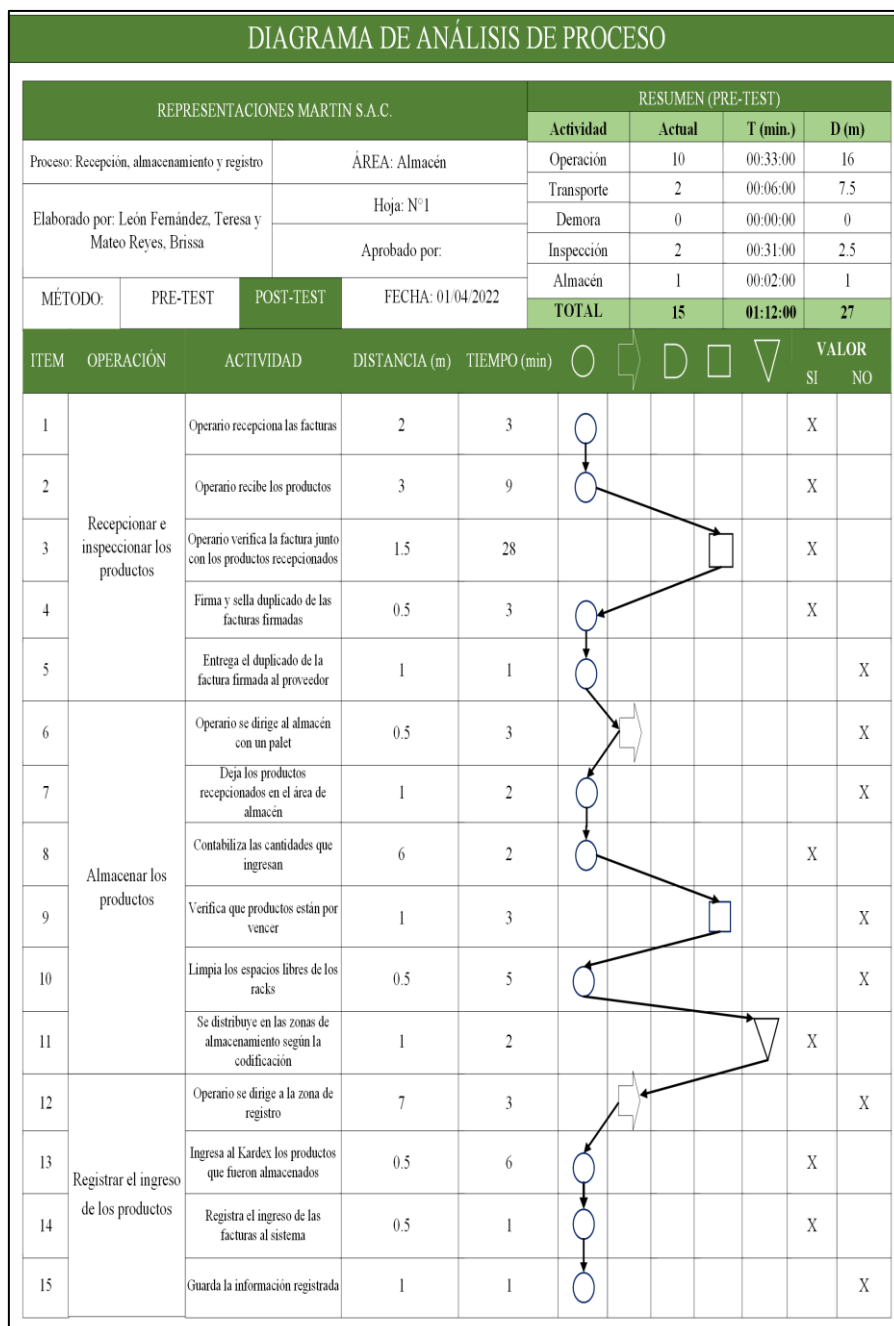 DIAGRAMA DE ANÁLISIS DE PROCESO
REPRESENTACIONES MARTIN S.A.C.
RESUMEN (PRE-TEST)
Actividad Actual T (min.) D (m)
Proceso: Recepción, almacenamiento y registro
ÁREA: Almacén
Operación 10 00:33:00 16
Transporte 2 00:06:00 7.5
Elaborado por: León Fernández, Teresa y
Mateo Reyes, Brissa
Hoja: N°1
Demora 0 00:00:00 0
Aprobado por:
Inspección 2 00:31:00 2.5
Almacén 1 00:02:00 1
MÉTODO: PRE-TEST POST-TEST FECHA: 01/04/2022
TOTAL 15 01:12:00 27
ITEM OPERACIÓN ACTIVIDAD DISTANCIA (m) TIEMPO (min) VALOR
SI NO
Recepcionar e
inspeccionar los
productos
1 Operario recepciona las facturas 2 3 X
2 Operario recibe los productos 3 9 X
3 Operario verifica la factura junto
con los productos recepcionados 1.5 28 X
4 Firma y sella duplicado de las
facturas firmadas 0.5 3 X
5 Entrega el duplicado de la
factura firmada al proveedor 1 1 X
Almacenar los
productos
6 Operario se dirige al almacén
con un palet 0.5 3 X
7 Deja los productos
recepcionados en el área de
almacén 1 2 X
8 Contabiliza las cantidades que
ingresan 6 2 X
9 Verifica que productos están por
vencer 1 3 X
10 Limpia los espacios libres de los
racks 0.5 5 X
11 Se distribuye en las zonas de
almacenamiento según la
codificación 1 2 X
Registrar el ingreso
de los productos
12 Operario se dirige a la zona de
registro 7 3 X
13 Ingresa al Kardex los productos
que fueron almacenados 0.5 6 X
14 Registra el ingreso de las
facturas al sistema 0.5 1 X
15 Guarda la información registrada 1 1 X